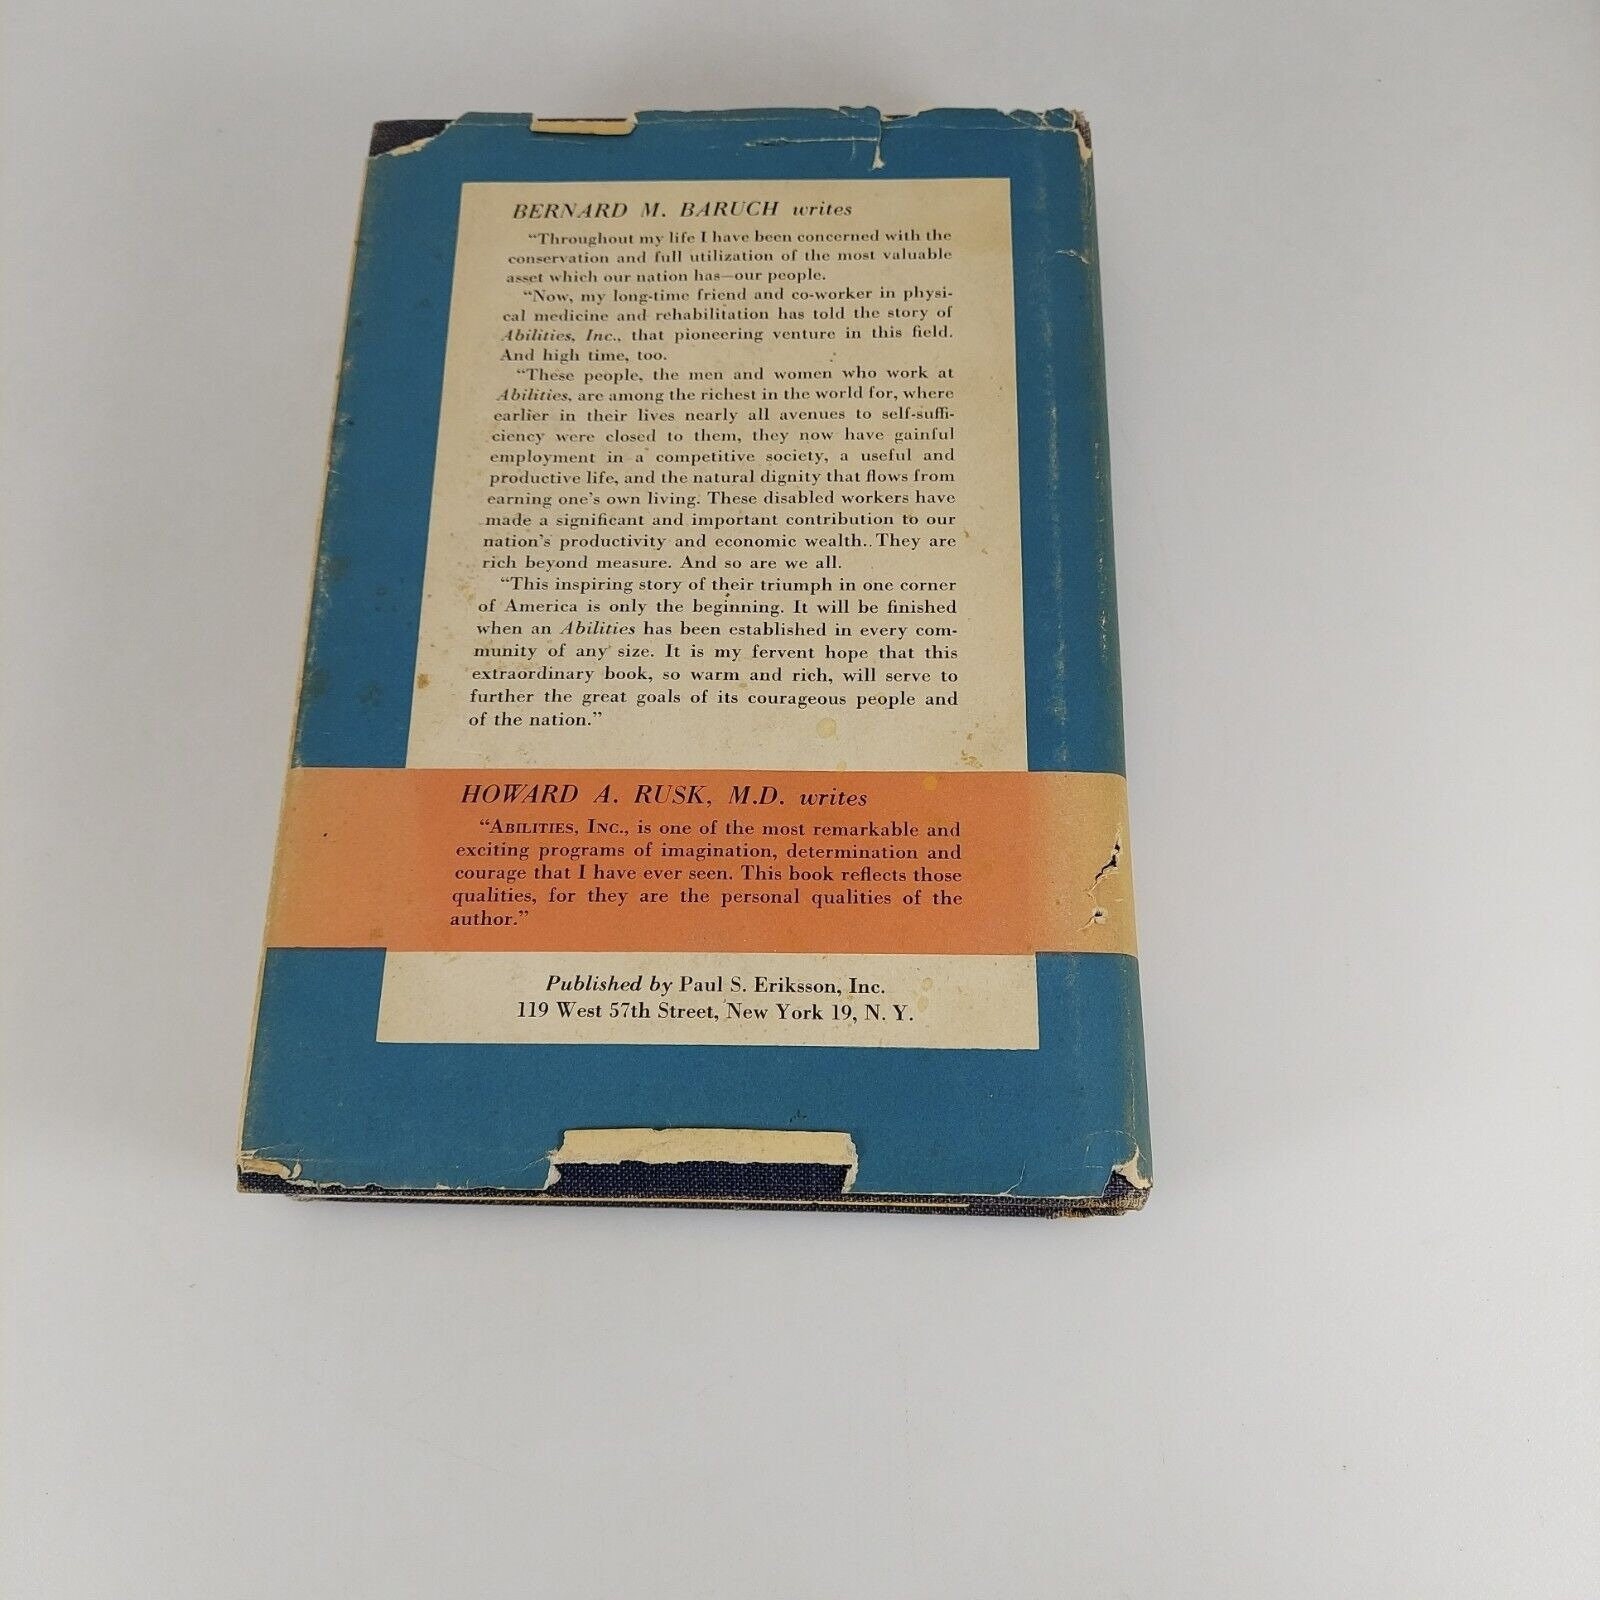 BERNARD M. BARUCH writes
“Throughout my life I have been concerned with the
conservation and full utilization of the most valuable
asset which our nation has—our people.
“Now, my long-time friend and co-worker in physi-
cal medicine and rehabilitation has told the story of
Abilities, Inc., that pioneering venture in this field.
And high time, too.
“These people, the men and women who work at
Abilities, are among the richest in the world for, where
earlier in their lives nearly all avenues to self-suffi-
ciency were closed to them, they now have gainful
employment in a competitive society, a useful and
productive life, and the natural dignity that flows from
earning one’s own living. These disabled workers have
made a significant and important contribution to our
nation’s productivity and economic wealth. They are
rich beyond measure. And so are we all.
“This inspiring story of their triumph in one corner
of America is only the beginning. It will be finished
when an Abilities has been established in every com-
munity of any size. It is my fervent hope that this
extraordinary book, so warm and rich, will serve to
further the great goals of its courageous people and
of the nation.”
HOWARD A. RUSK, M.D. writes
“ABILITIES, INC., is one of the most remarkable and
exciting programs of imagination, determination and
courage that I have ever seen. This book reflects those
qualities, for they are the personal qualities of the
author.”
Published by Paul S. Eriksson, Inc.
119 West 57th Street, New York 19, N. Y.